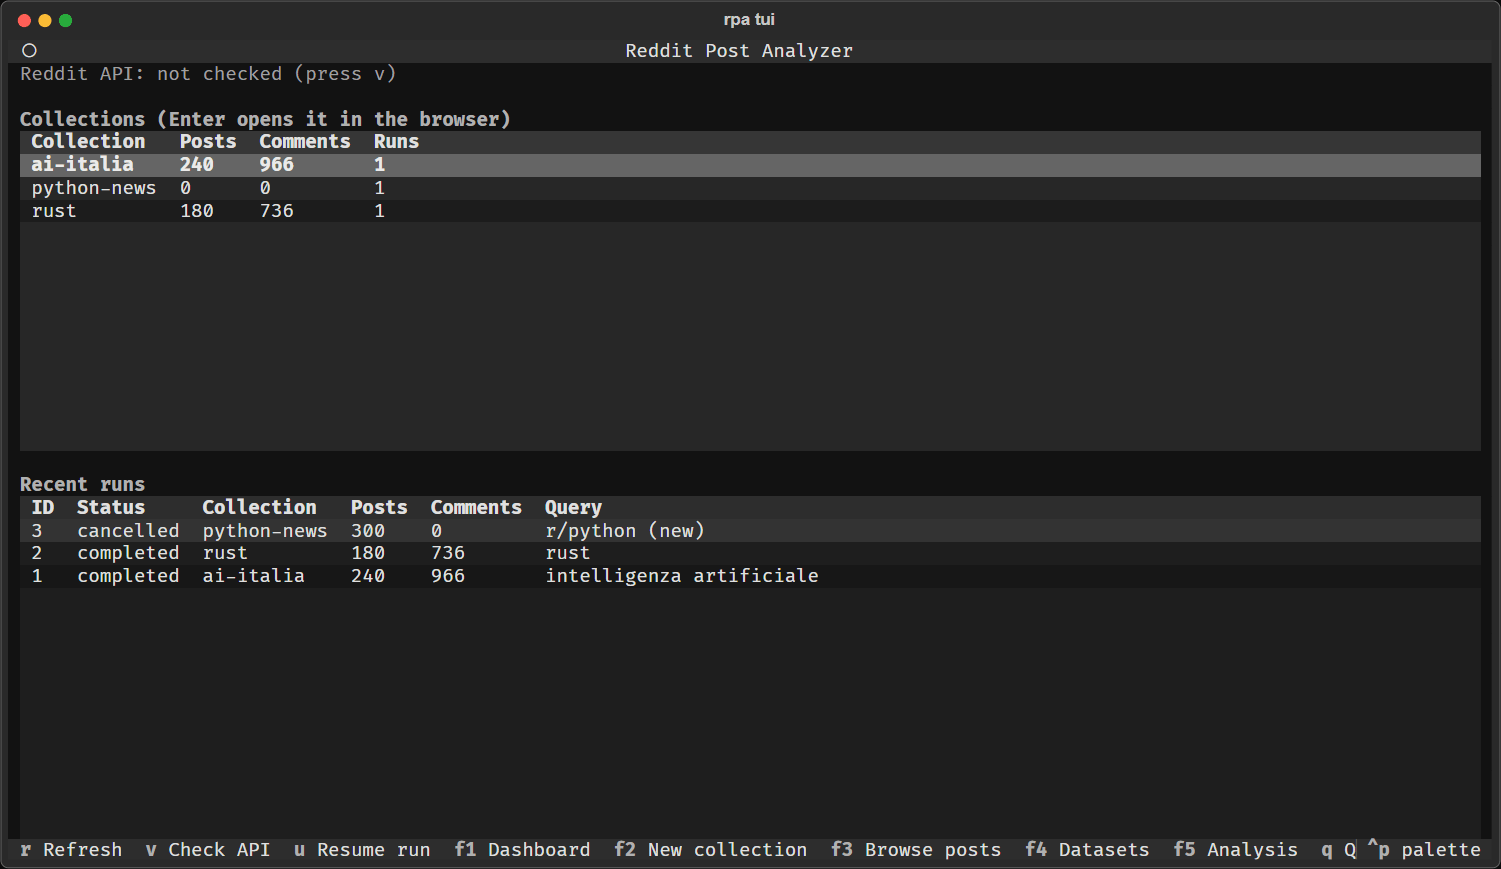 rpa tui
Reddit Post Analyzer
Reddit API: not checked (press v)
Collections (Enter opens it in the browser)
Collection Posts Comments Runs
ai-italia 240 966 1
python-news 0 0 1
rust 180 736 1
Recent runs
ID Status Collection Posts Comments Query
3 cancelled python-news 300 0 r/python (new)
2 completed rust 180 736 rust
1 completed ai-italia 240 966 intelligenza artificiale
r Refresh v Check API u Resume run f1 Dashboard f2 New collection f3 Browse posts f4 Datasets f5 Analysis q Q ^p palette